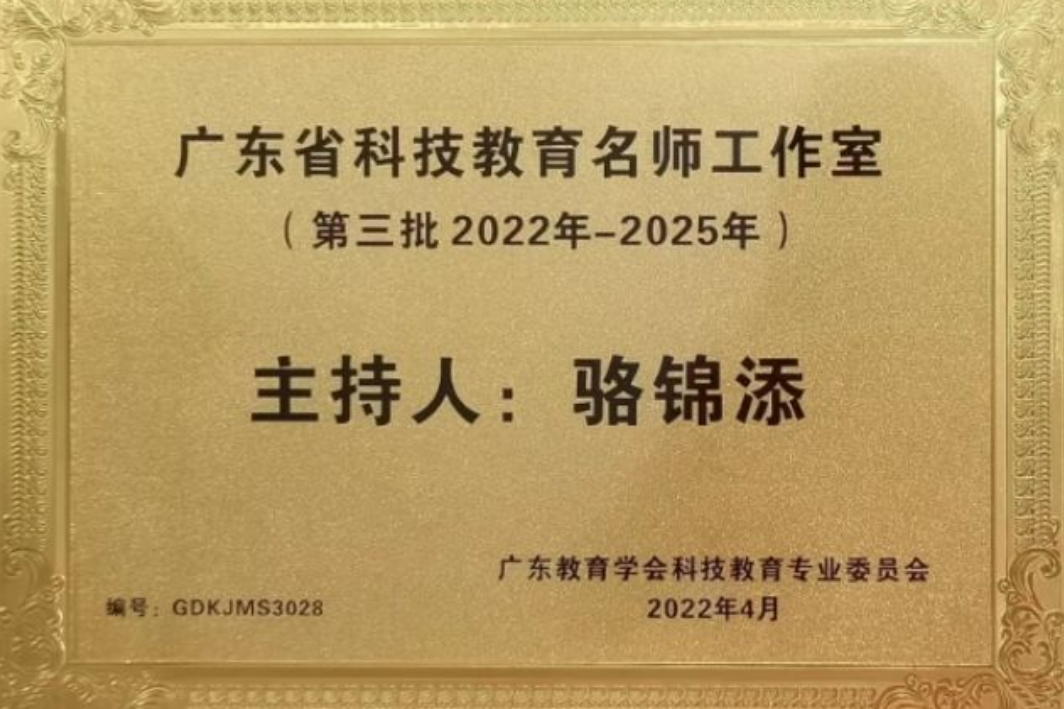 广东省科技教育名师工作室
（第三批 2022年-2025年）
主持人：骆锦添
广东教育学会科技教育专业委员会
编号：GDKJMS3028
2022年4月